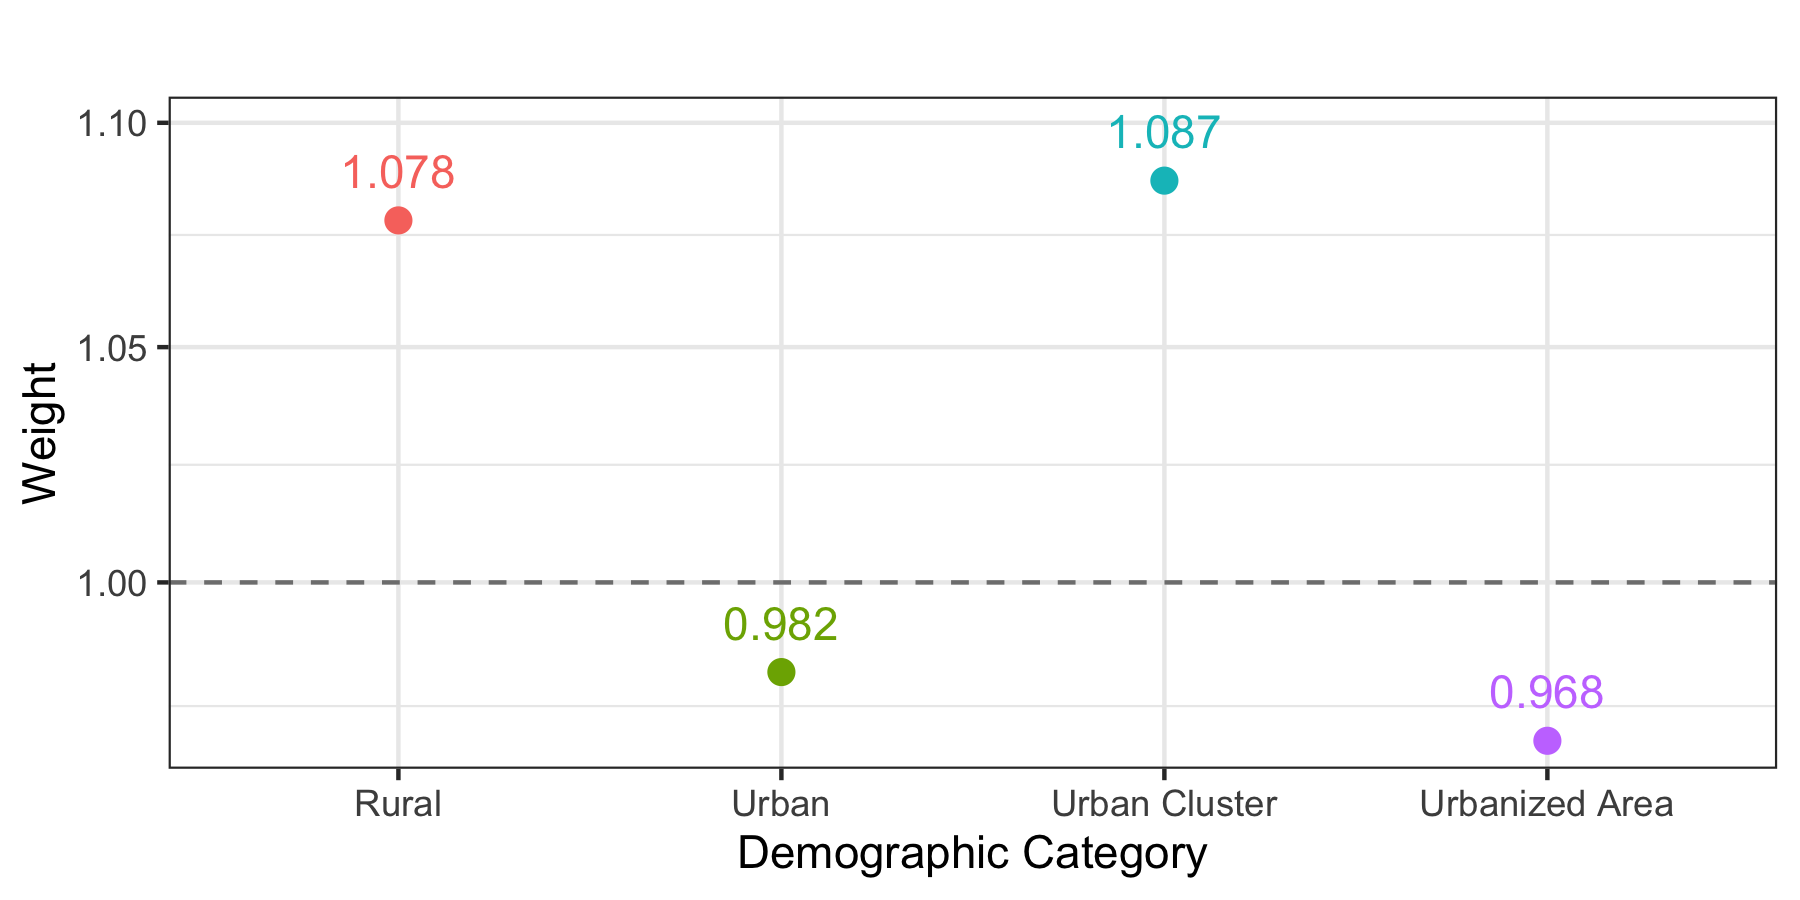 1.10
1.078
1.087
1.05
Weight
1.00
0.982
0.968
Rural
Urban
Urban Cluster
Urbanized Area
Demographic Category